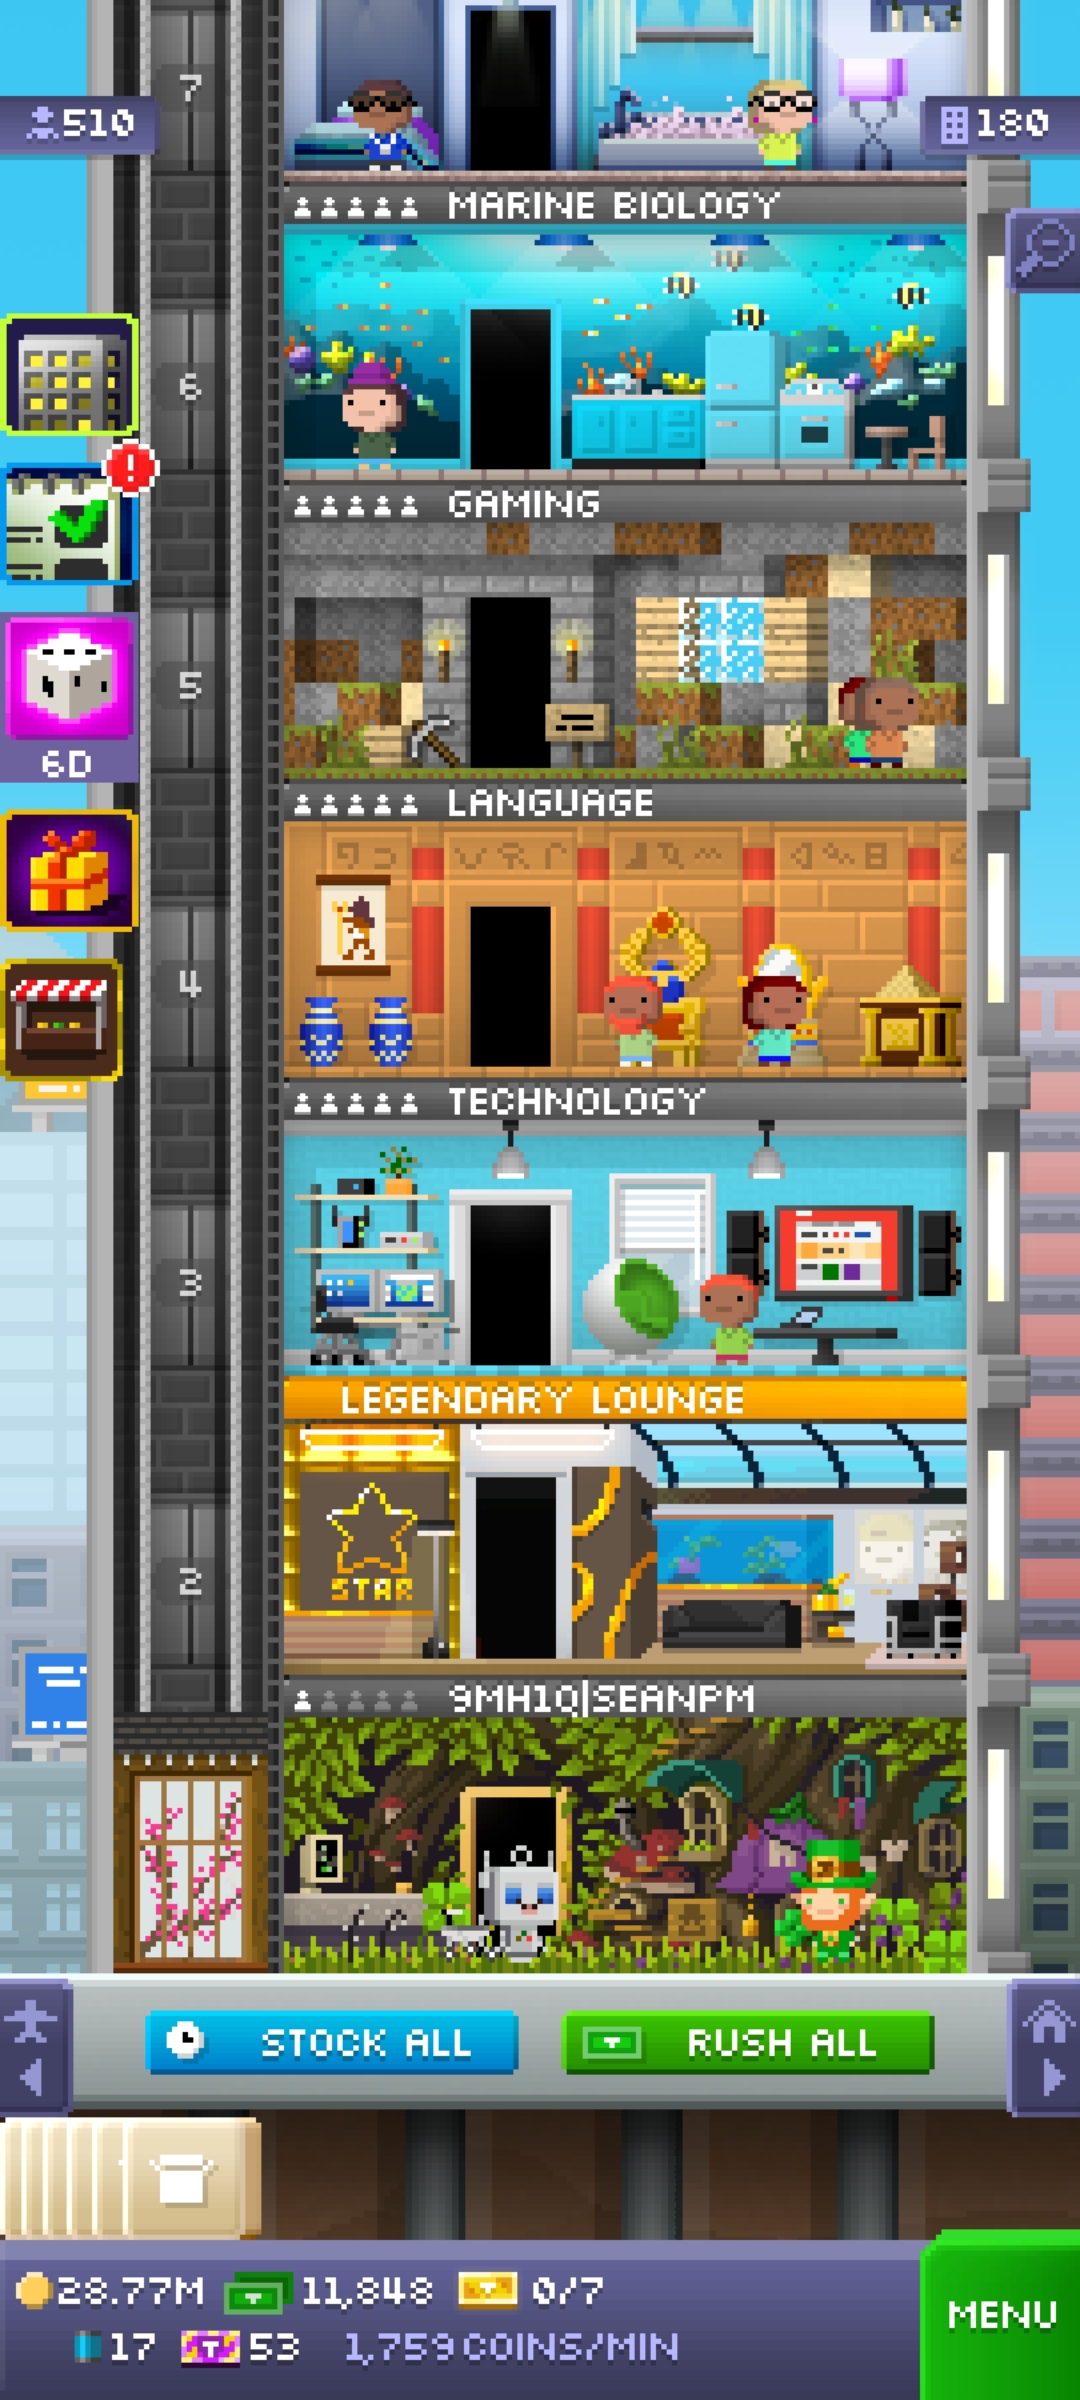 7
510
180
MARINE BIOLOGY
6
GAMING
5
6D
LANGUAGE
4
TECHNOLOGY
3
LEGENDARY LOUNGE
STAR
2
9MH1Q|SEANPM
STOCK ALL
RUSH ALL
28.77M 11,848 0/7
17 53 1,759 COINS/MIN
MENU